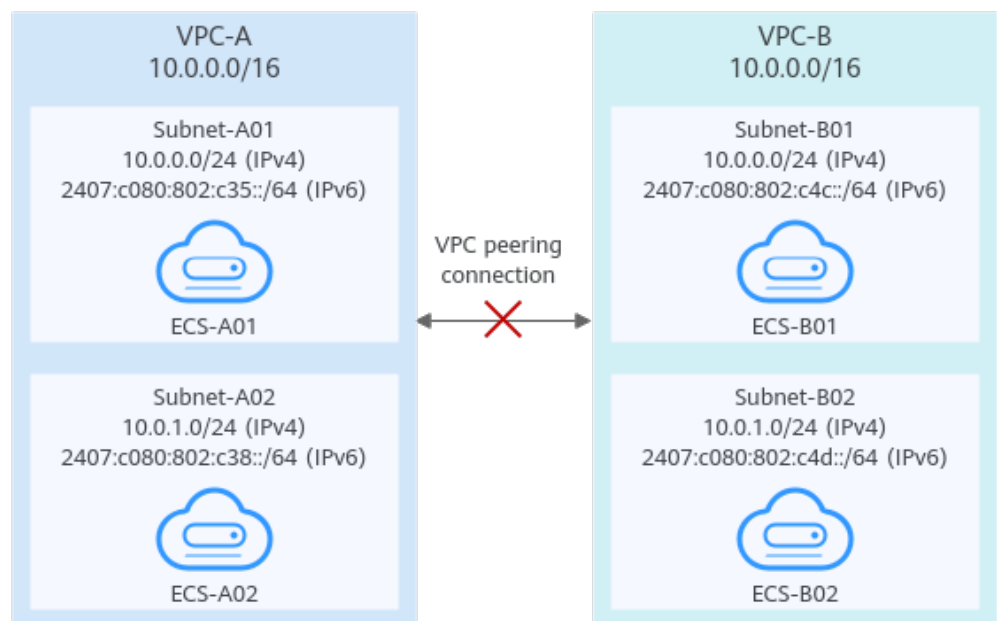 VPC-A
10.0.0.0/16
Subnet-A01
10.0.0.0/24 (IPv4)
2407:c080:802:c35::/64 (IPv6)
ECS-A01
Subnet-A02
10.0.1.0/24 (IPv4)
2407:c080:802:c38::/64 (IPv6)
ECS-A02
VPC peering
connection
VPC-B
10.0.0.0/16
Subnet-B01
10.0.0.0/24 (IPv4)
2407:c080:802:c4c::/64 (IPv6)
ECS-B01
Subnet-B02
10.0.1.0/24 (IPv4)
2407:c080:802:c4d::/64 (IPv6)
ECS-B02